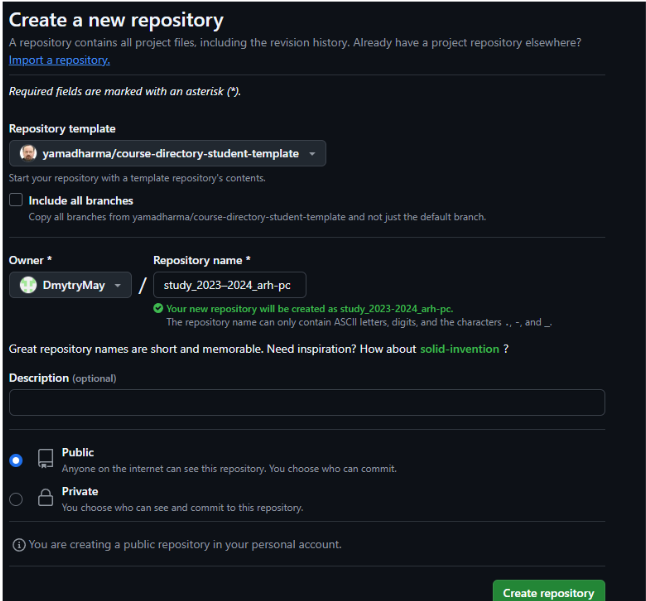 Create a new repository
A repository contains all project files, including the revision history. Already have a project repository elsewhere?
Import a repository.
Required fields are marked with an asterisk (*).
Repository template
yamadharma/course-directory-student-template
Start your repository with a template repository's contents.
Include all branches
Copy all branches from yamadharma/course-directory-student-template and not just the default branch.
Owner *
Repository name *
DmytryMay
/
study_2023–2024_arh-pc
Your new repository will be created as study_2023-2024_arh-pc.
The repository name can only contain ASCII letters, digits, and the characters ., -, and _.
Great repository names are short and memorable. Need inspiration? How about solid-invention ?
Description (optional)
Public
Anyone on the internet can see this repository. You choose who can commit.
Private
You choose who can see and commit to this repository.
You are creating a public repository in your personal account.
Create repository